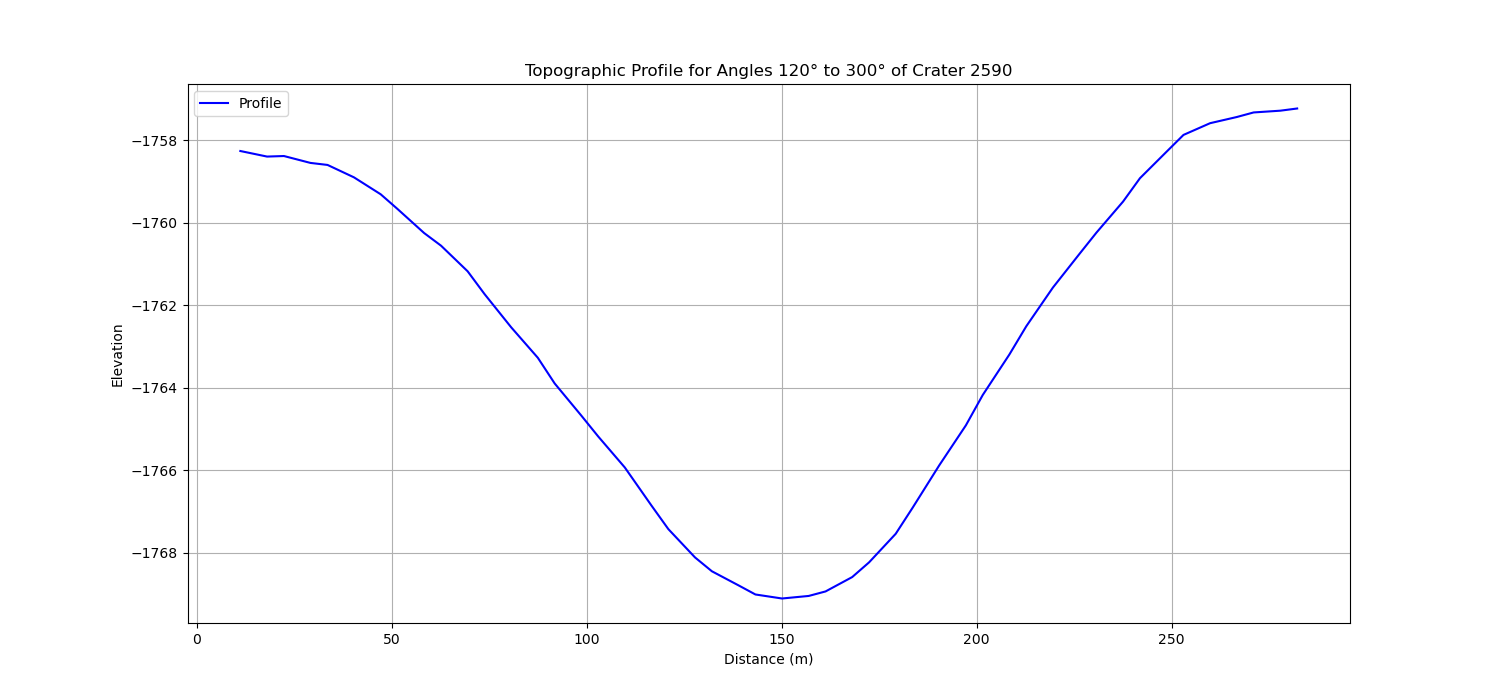 Topographic Profile for Angles 120° to 300° of Crater 2590
Profile
−1758
−1760
−1762
−1764
−1766
−1768
Elevation
0 50 100 150 200 250
Distance (m)